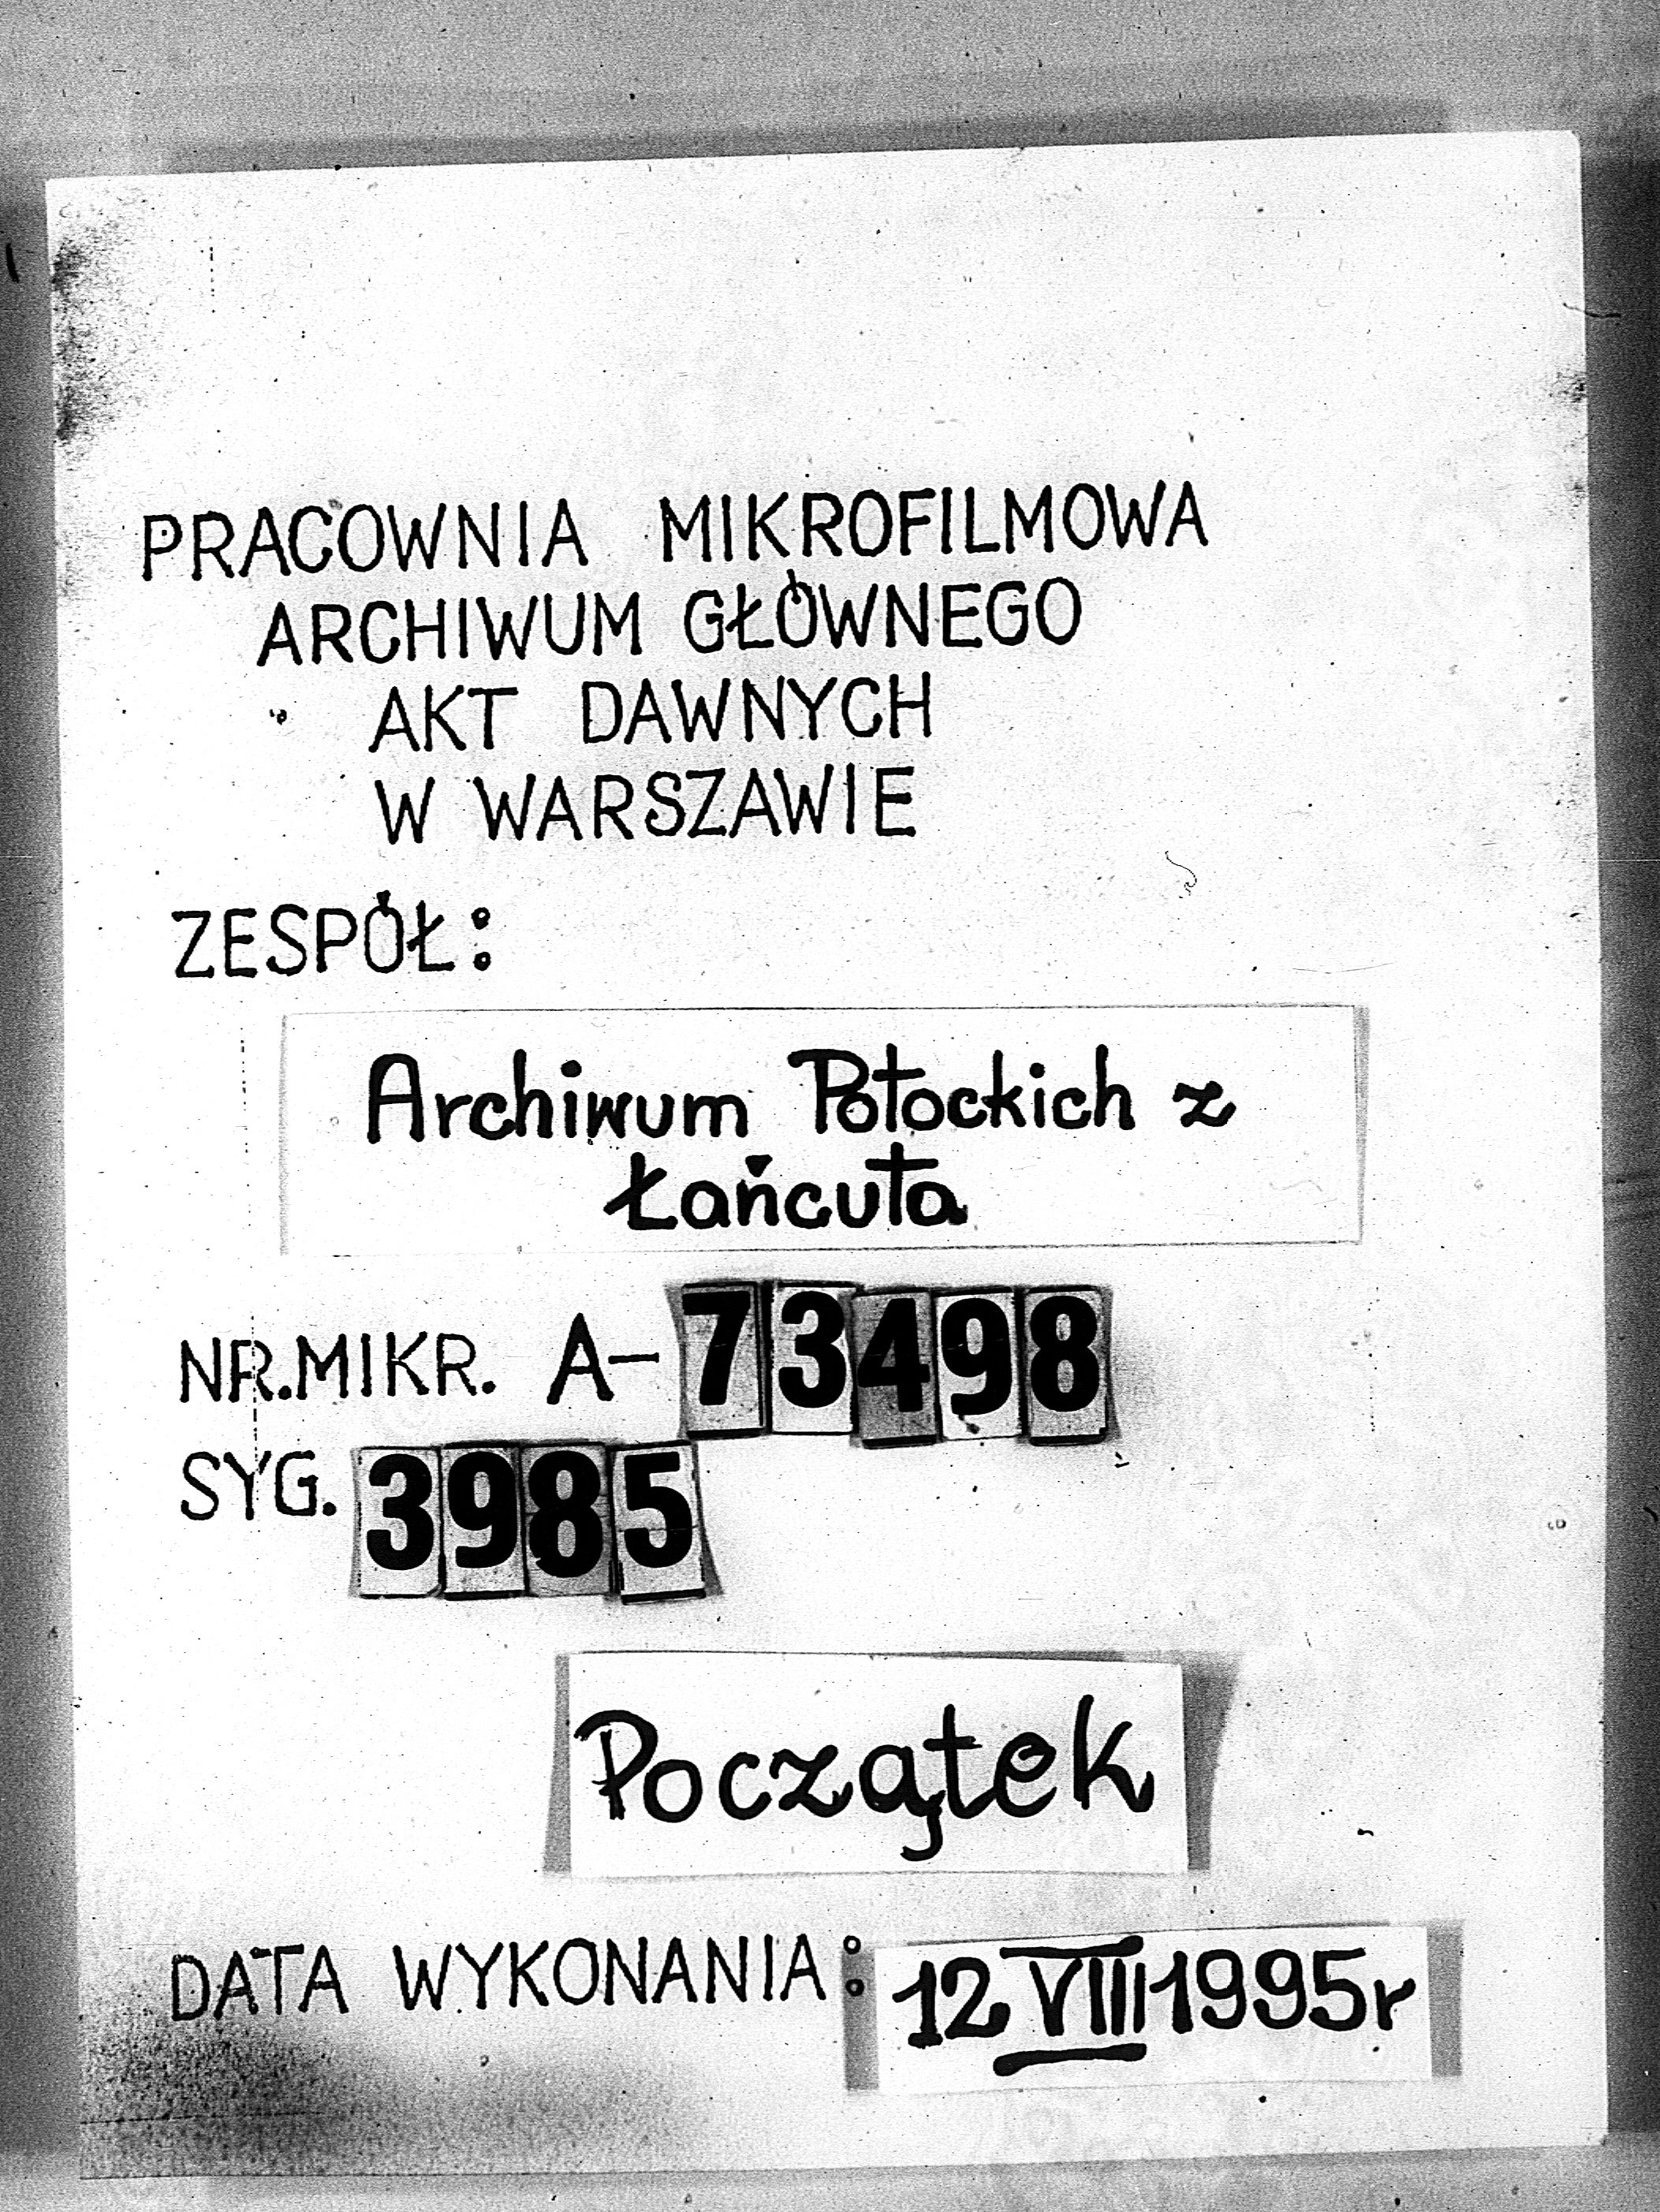 PRACOWNIA MIKROFILMOWA
ARCHIWUM GŁÓWNEGO
AKT DAWNYCH
W WARSZAWIE
ZESPÓŁ:
Archiwum Potockich z
Łańcuta
NR.MIKR. A-73498
SYG. 3985
Początek
DATA WYKONANIA: 12 VIII 1995r